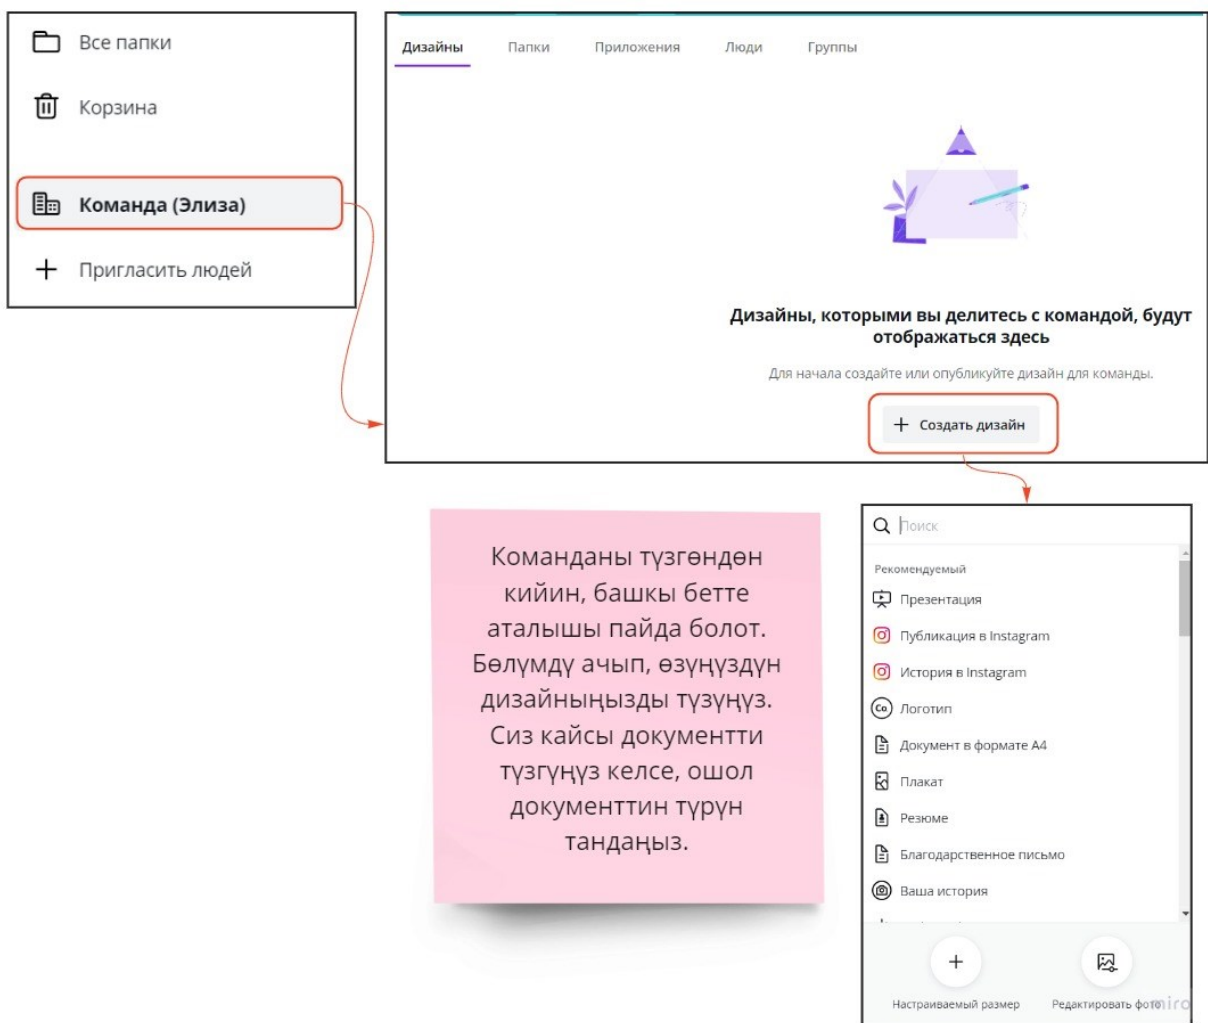 Все папки
Корзина
Команда (Элиза)
Пригласить людей
Дизайны Папки Приложения Люди Группы
Дизайны, которыми вы делитесь с командой, будут
отображаться здесь
Для начала создайте или опубликуйте дизайн для команды.
+ Создать дизайн
Команданы түзгөндөн
кийин, башкы бетте
аталышы пайда болот.
Бөлүмдү ачып, өзүңүздүн
дизайныңызды түзүңүз.
Сиз кайсы документти
түзгүңүз келсе, ошол
документтин түрүн
тандаңыз.
Поиск
Рекомендуемый
Презентация
Публикация в Instagram
История в Instagram
Co. Логотип
Документ в формате А4
Плакат
Резюме
Благодарственное письмо
Ваша история
Настраиваемый размер Редактировать фото
miro